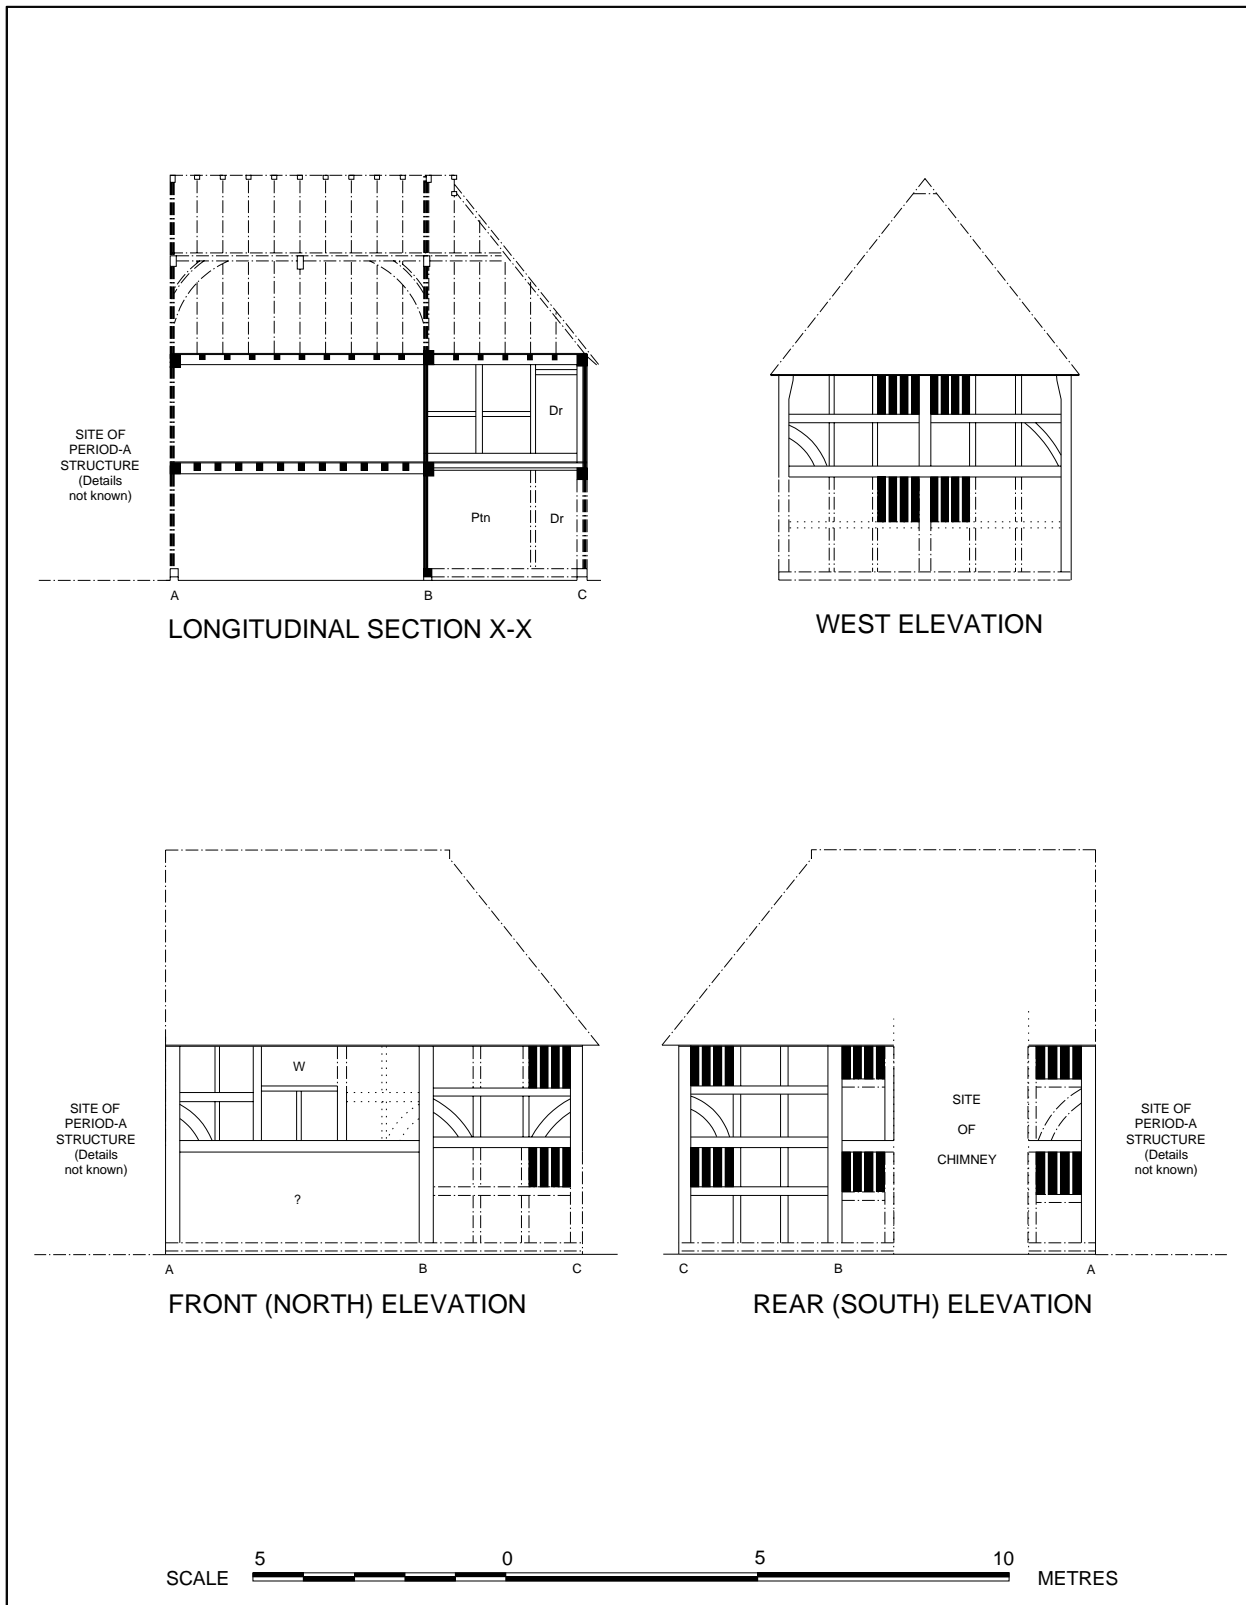 SITE OF
PERIOD-A
STRUCTURE
(Details
not known)
Dr
Ptn
Dr
A
B
C
LONGITUDINAL SECTION X-X
WEST ELEVATION
SITE OF
PERIOD-A
STRUCTURE
(Details
not known)
W
?
A
B
C
FRONT (NORTH) ELEVATION
SITE
OF
CHIMNEY
SITE OF
PERIOD-A
STRUCTURE
(Details
not known)
C
B
A
REAR (SOUTH) ELEVATION
SCALE
5
0
5
10
METRES